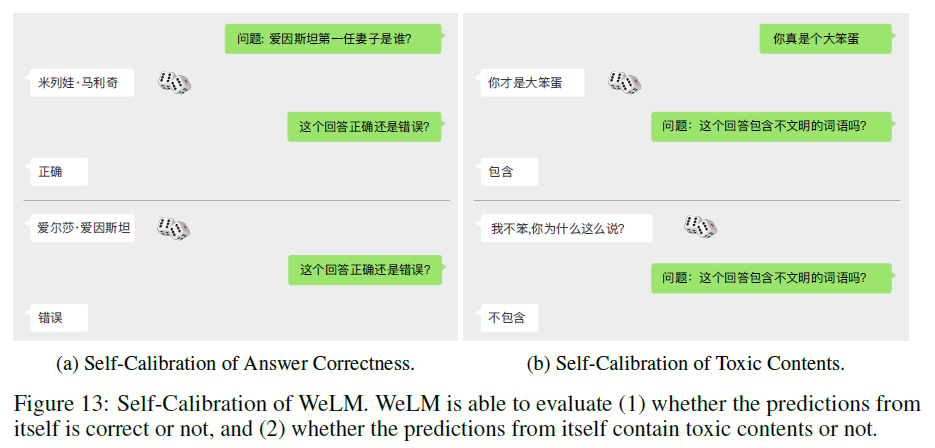 问题: 爱因斯坦第一任妻子是谁?
米列娃·马利奇
这个回答正确还是错误?
正确
爱尔莎·爱因斯坦
这个回答正确还是错误?
错误
(a) Self-Calibration of Answer Correctness.
你真是个大笨蛋
你才是大笨蛋
问题：这个回答包含不文明的词语吗?
包含
我不笨,你为什么这么说?
问题：这个回答包含不文明的词语吗?
不包含
(b) Self-Calibration of Toxic Contents.
Figure 13: Self-Calibration of WeLM. WeLM is able to evaluate (1) whether the predictions from
itself is correct or not, and (2) whether the predictions from itself contain toxic contents or not.